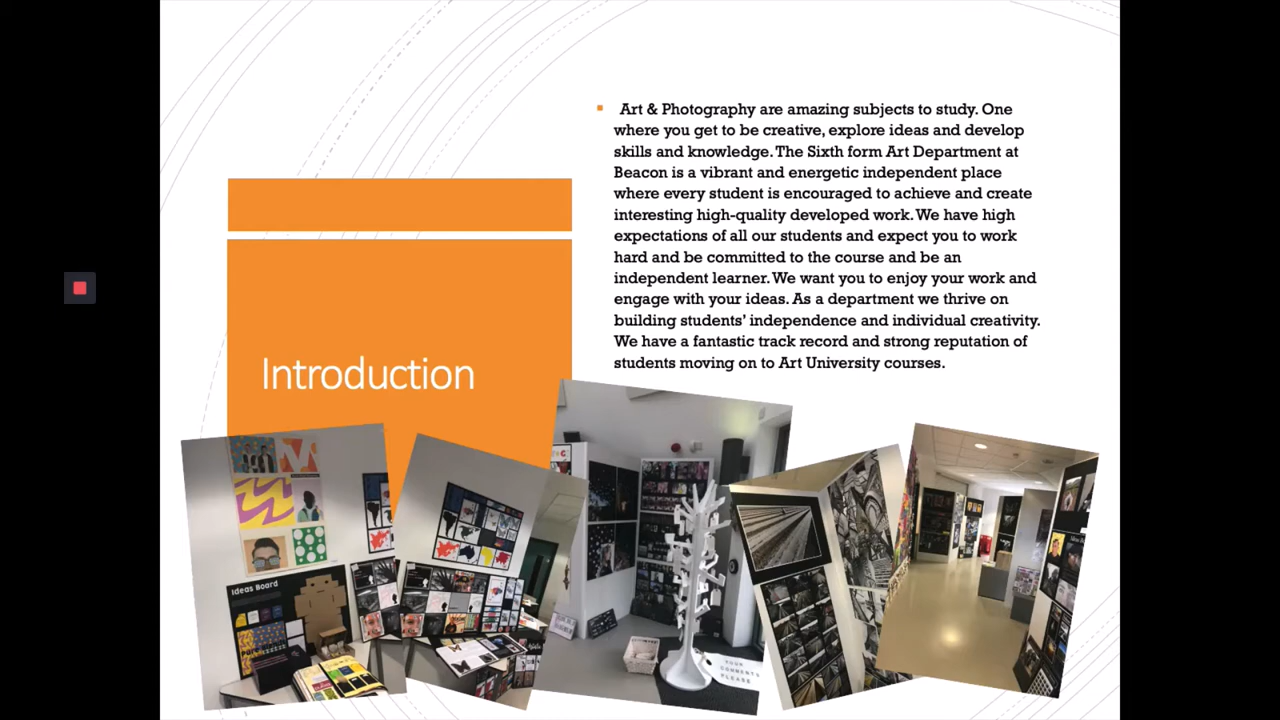 Art & Photography are amazing subjects to study. One
where you get to be creative, explore ideas and develop
skills and knowledge. The Sixth form Art Department at
Beacon is a vibrant and energetic independent place
where every student is encouraged to achieve and create
interesting high-quality developed work. We have high
expectations of all our students and expect you to work
hard and be committed to the course and be an
independent learner. We want you to enjoy your work and
engage with your ideas. As a department we thrive on
building students' independence and individual creativity.
We have a fantastic track record and strong reputation of
students moving on to Art University courses.
Introduction
Ideas Board
YOUR
COMMENTS
PLEASE